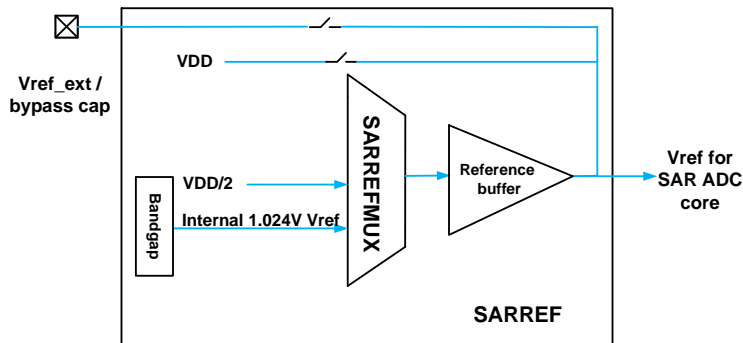 VDD
Vref_ext /
bypass cap
SARREFMUX
Reference
buffer
Vref for
SAR ADC
core
Bandgap
VDD/2
Internal 1.024V Vref
SARREF